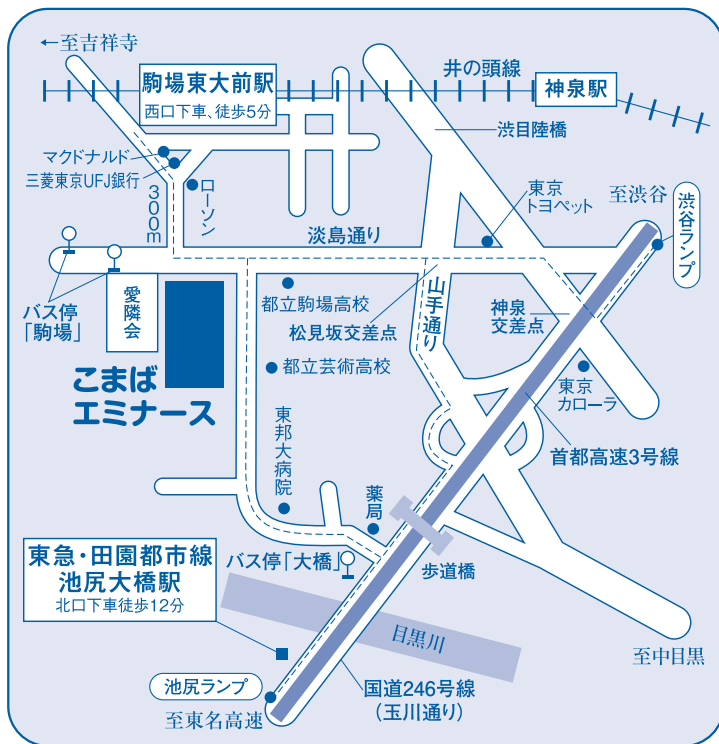 ←至吉祥寺
駒場東大前駅
西口下車、徒歩5分
井の頭線
神泉駅
渋目陸橋
マクドナルド
三菱東京UFJ銀行
300m
ローソン
東京
トヨペット
至渋谷
渋谷ランプ
淡島通り
バス停
「駒場」
愛隣会
都立駒場高校
松見坂交差点
山手通り
神泉
交差点
こまば
エミナース
都立芸術高校
東京
カローラ
東邦大病院
首都高速3号線
薬局
東急・田園都市線
池尻大橋駅
北口下車徒歩12分
バス停「大橋」
歩道橋
目黒川
至中目黒
池尻ランプ
国道246号線
(玉川通り)
至東名高速